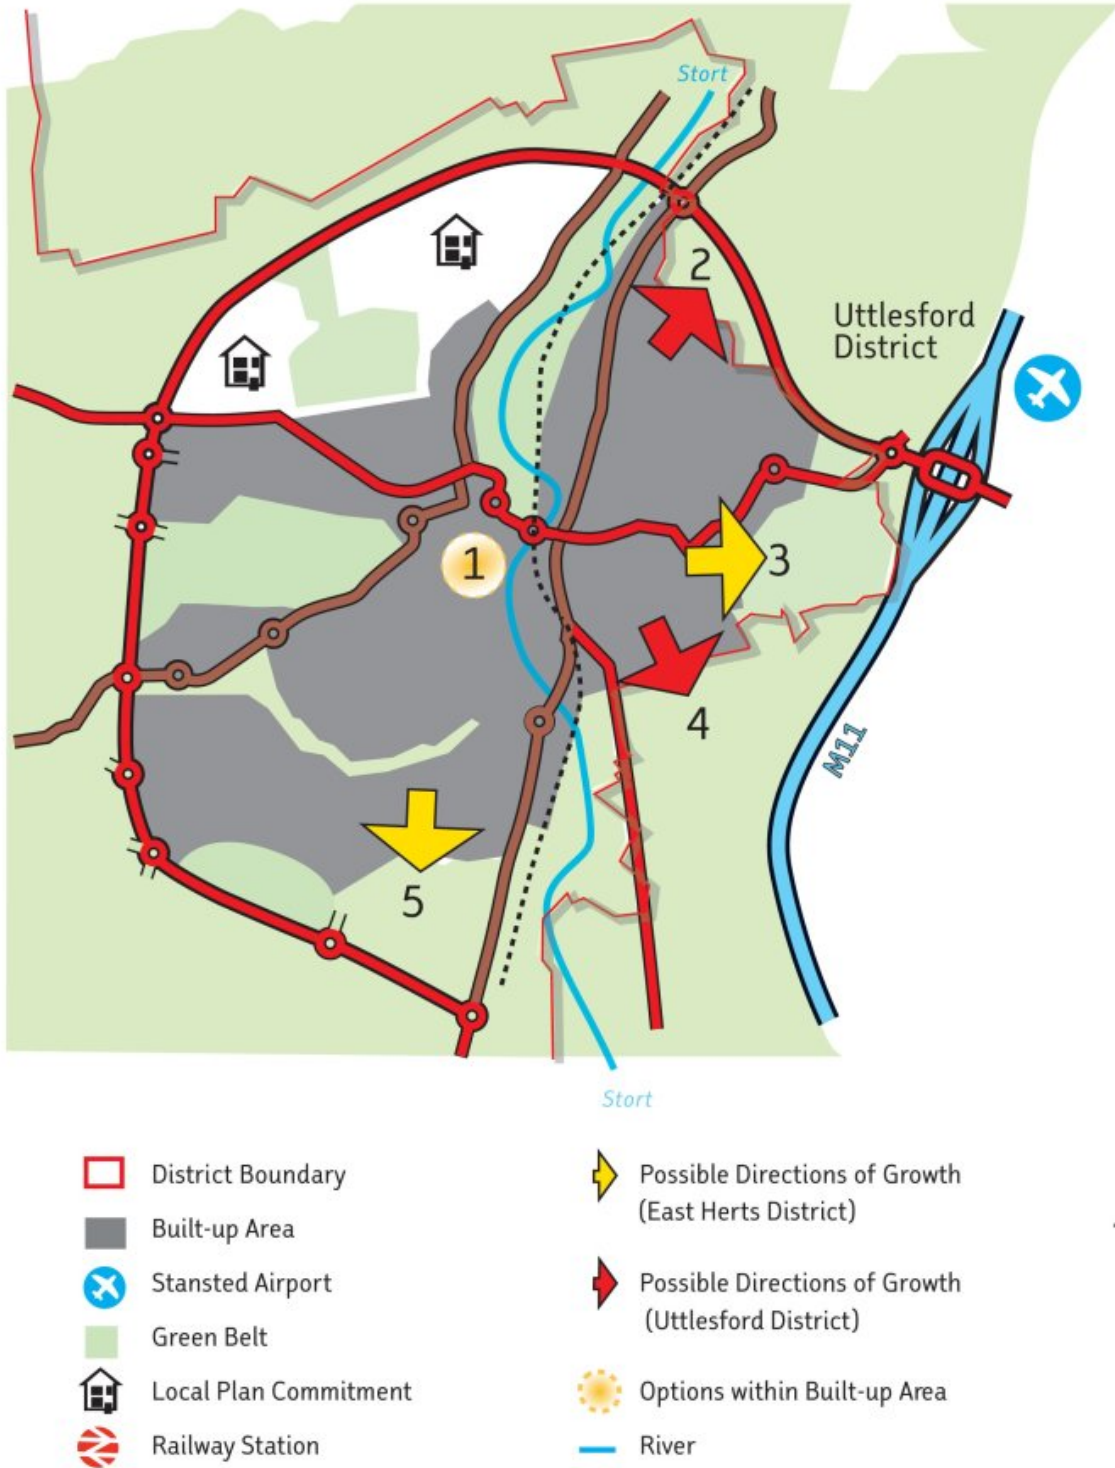 Stort
2
Uttlesford
District
1
3
4
M11
5
Stort
District Boundary
Built-up Area
Stansted Airport
Green Belt
Local Plan Commitment
Railway Station
Possible Directions of Growth
(East Herts District)
Possible Directions of Growth
(Uttlesford District)
Options within Built-up Area
River